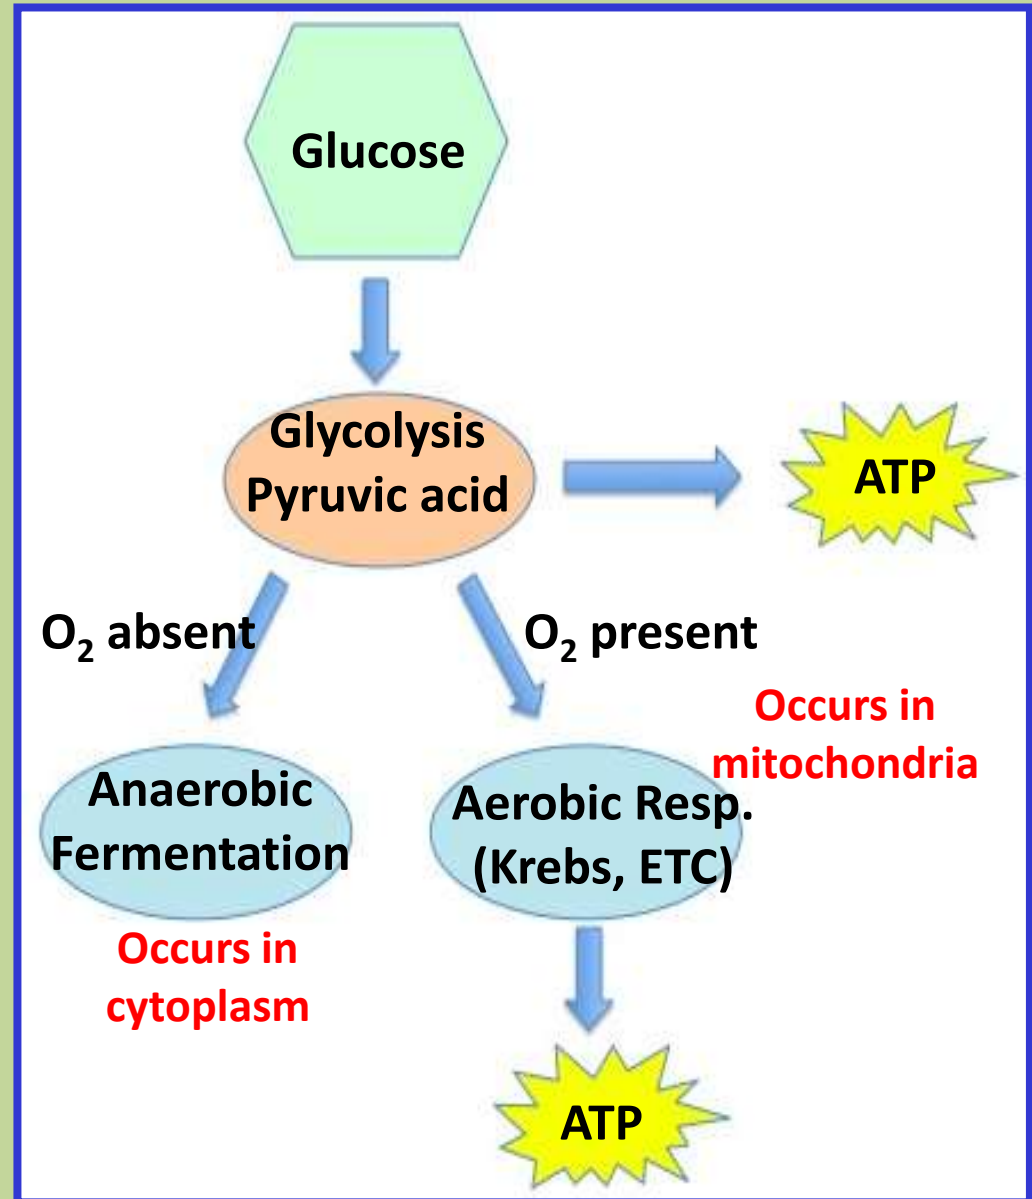 Glucose
Glycolysis
Pyruvic acid
ATP
O₂ absent
O₂ present
Occurs in
mitochondria
Anaerobic
Fermentation
Aerobic Resp.
(Krebs, ETC)
Occurs in
cytoplasm
ATP